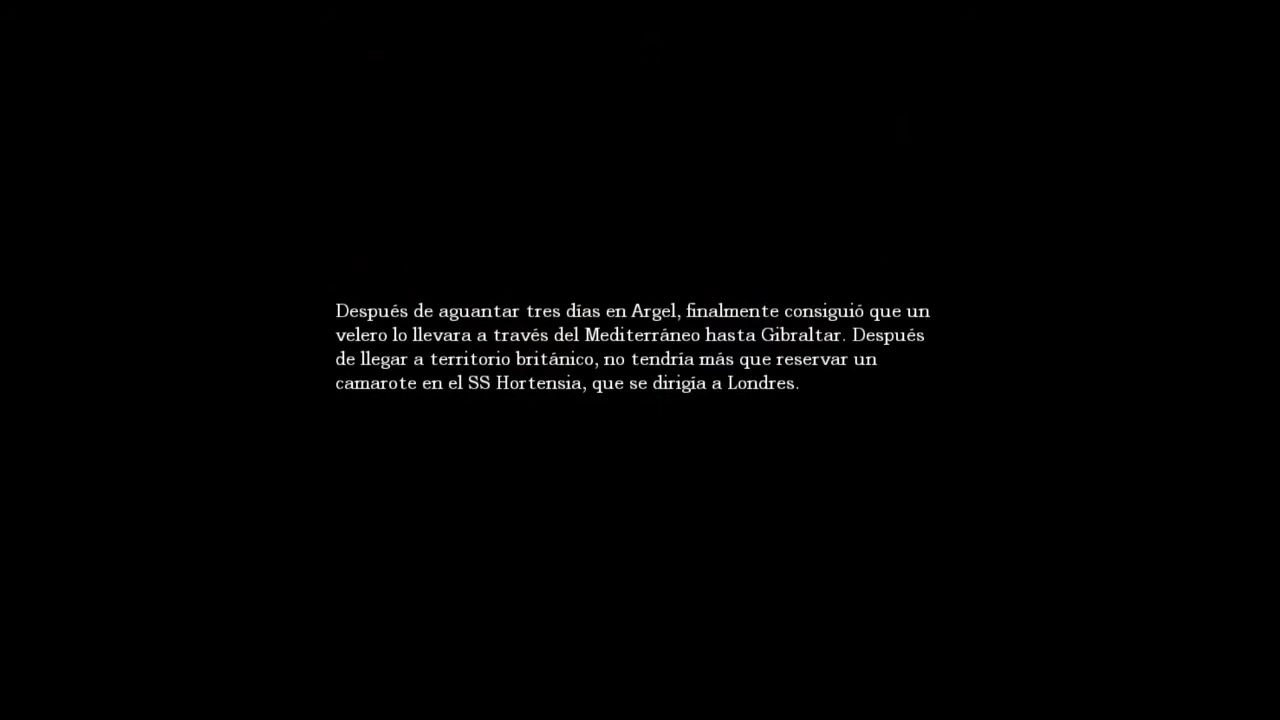 Después de aguantar tres días en Argel, finalmente consiguió que un
velero lo llevara a través del Mediterráneo hasta Gibraltar. Después
de llegar a territorio británico, no tendría más que reservar un
camarote en el SS Hortensia, que se dirigía a Londres.